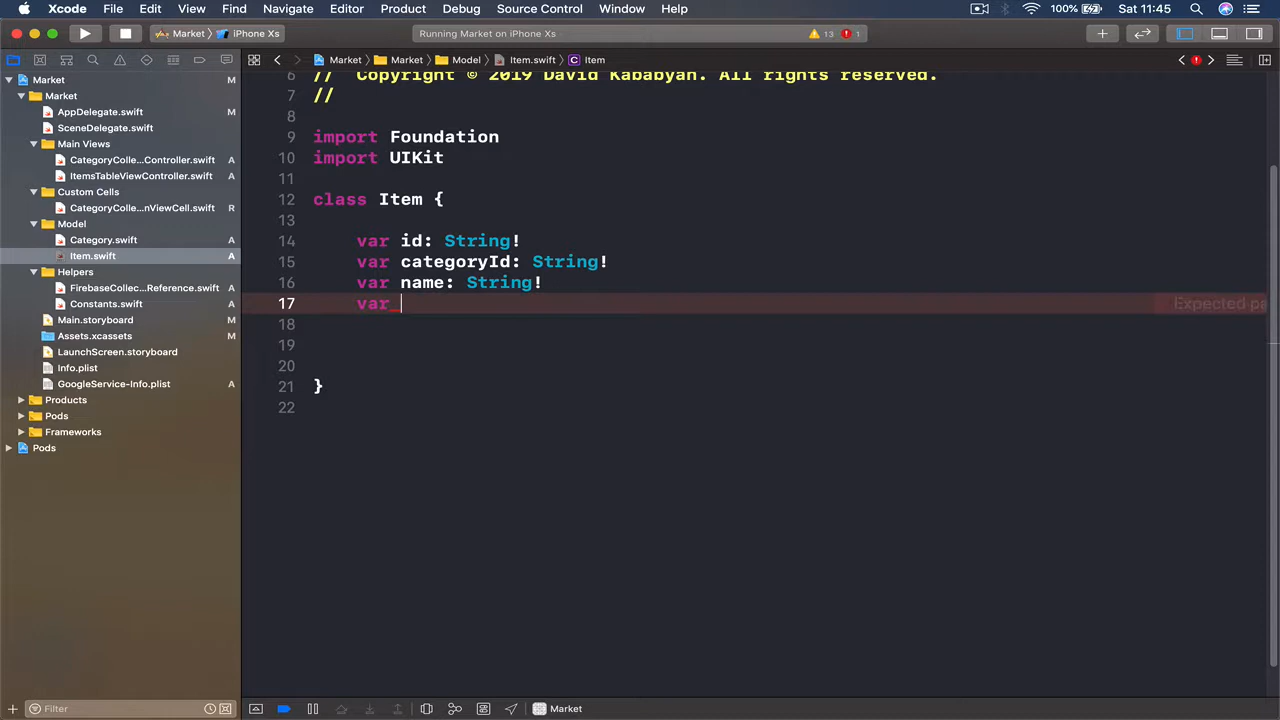 Xcode File Edit View Find Navigate Editor Product Debug Source Control Window Help 100% Sat 11:45
Market iPhone Xs Running Market on iPhone Xs 13 1
Market Market Model Item.swift C Item
Market M
Market
AppDelegate.swift M
SceneDelegate.swift
Main Views
CategoryColle...Controller.swift A
ItemsTableViewController.swift A
Custom Cells
CategoryColle...nViewCell.swift R
Model
Category.swift A
Item.swift A
Helpers
FirebaseCollec...Reference.swift A
Constants.swift A
Main.storyboard M
Assets.xcassets M
LaunchScreen.storyboard
Info.plist
GoogleService-Info.plist A
Products
Pods
Frameworks
Pods
6 // Copyright © 2019 David Kababyan. All rights reserved.
7 //
8
9 import Foundation
10 import UIKit
11
12 class Item {
13
14 var id: String!
15 var categoryId: String!
16 var name: String!
17 var Expected pa
18
19
20
21 }
22
Filter
Market